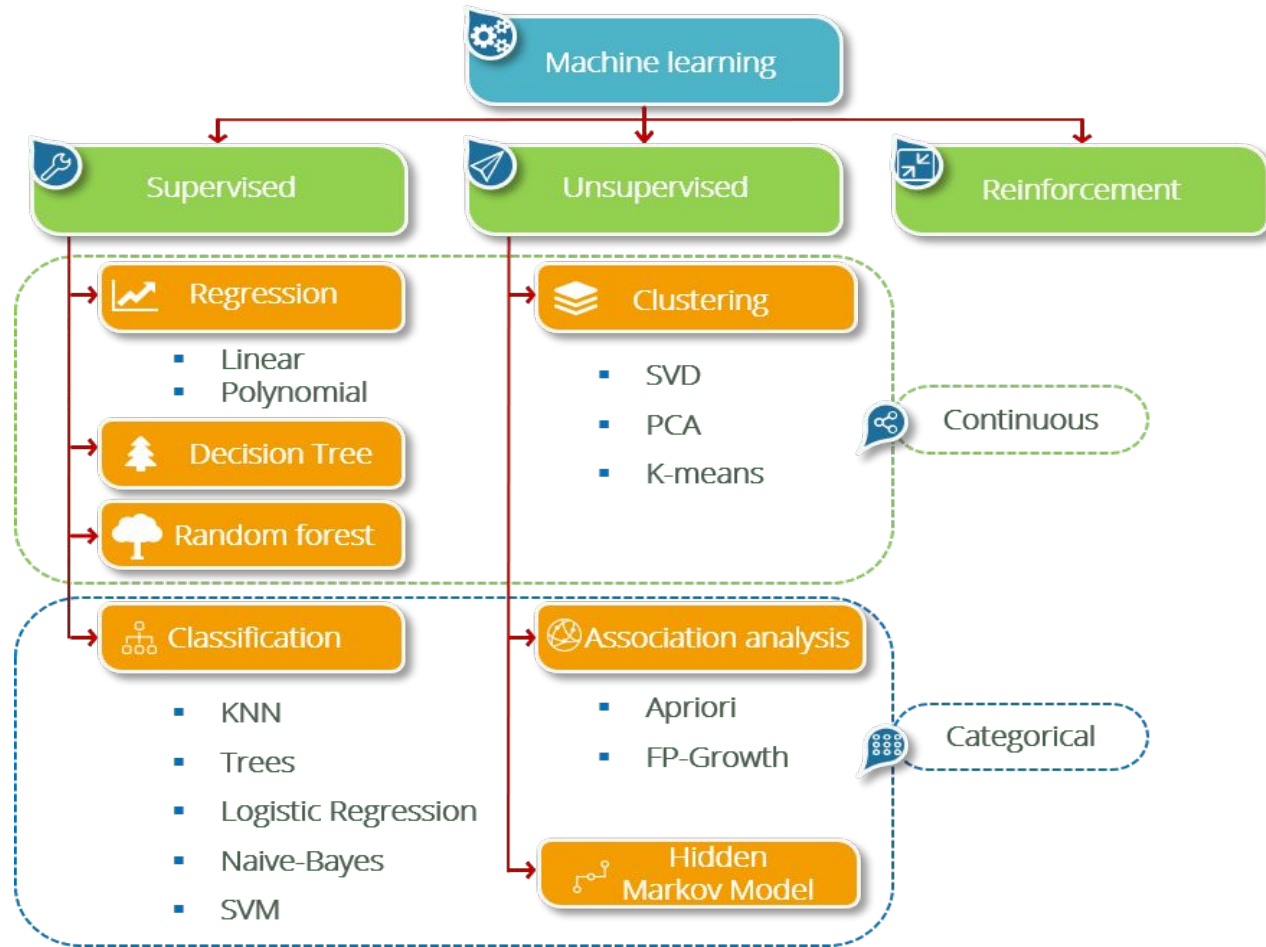 Machine learning
Supervised
Unsupervised
Reinforcement
Regression
Linear
Polynomial
Decision Tree
Random forest
Clustering
SVD
PCA
K-means
Continuous
Classification
KNN
Trees
Logistic Regression
Naive-Bayes
SVM
Association analysis
Apriori
FP-Growth
Hidden
Markov Model
Categorical